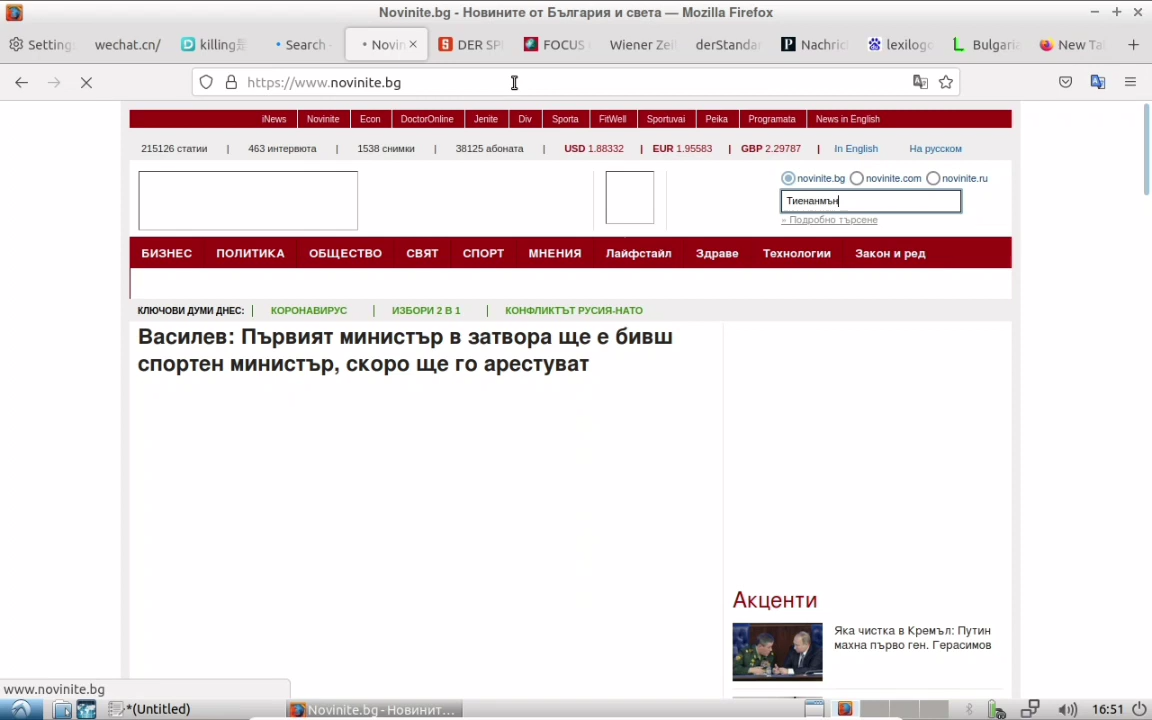 Novinite.bg - Новините от България и света — Mozilla Firefox
Setting
wechat.cn/
killing
Search
Novin
DER SP
FOCUS
Wiener Zei
derStandar
Nachric
lexilogo
Bulgaria
New Ta
https://www.novinite.bg
iNews
Novinite
Econ
DoctorOnline
Jenite
Div
Sporta
FitWell
Sportuvai
Peika
Programata
News in English
215126 статии | 463 интервюта | 1538 снимки | 38125 абоната | USD 1.88332 | EUR 1.95583 | GBP 2.29787 | In English На русском
novinite.bg novinite.com novinite.ru
Тиенанмън
» Подробно търсене
БИЗНЕС ПОЛИТИКА ОБЩЕСТВО СВЯТ СПОРТ МНЕНИЯ Лайфстайл Здраве Технологии Закон и ред
КЛЮЧОВИ ДУМИ ДНЕС: | КОРОНАВИРУС | ИЗБОРИ 2 В 1 | КОНФЛИКТЪТ РУСИЯ-НАТО
Василев: Първият министър в затвора ще е бивш
спортен министър, скоро ще го арестуват
Акценти
Яка чистка в Кремъл: Путин
махна първо ген. Герасимов
www.novinite.bg
*(Untitled)
Novinite.bg - Новинит...
16:51